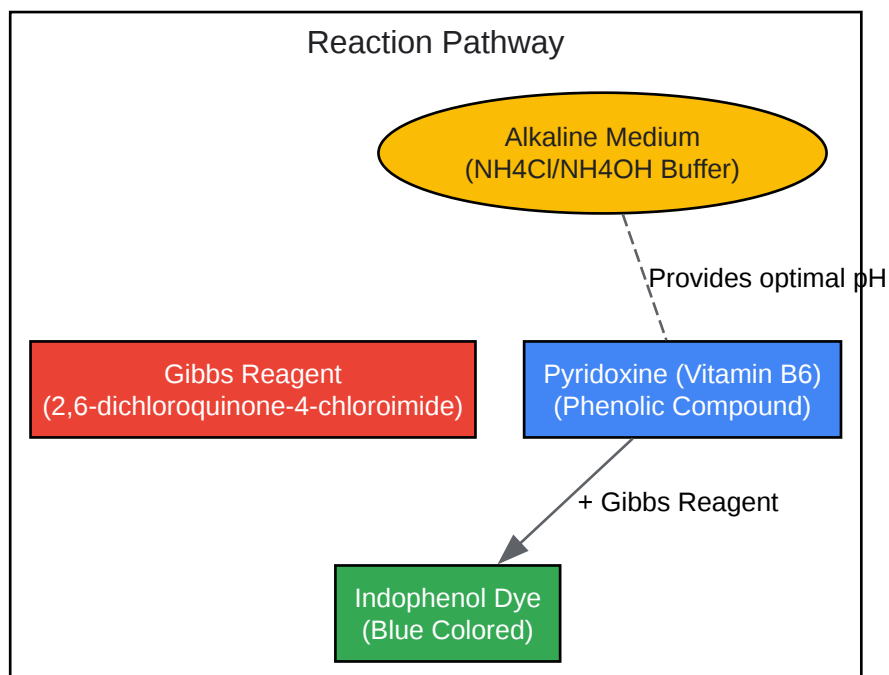 Reaction Pathway
Alkaline Medium
(NH4Cl/NH4OH Buffer)
Provides optimal pH
Gibbs Reagent
(2,6-dichloroquinone-4-chloroimide)
Pyridoxine (Vitamin B6)
(Phenolic Compound)
+ Gibbs Reagent
Indophenol Dye
(Blue Colored)